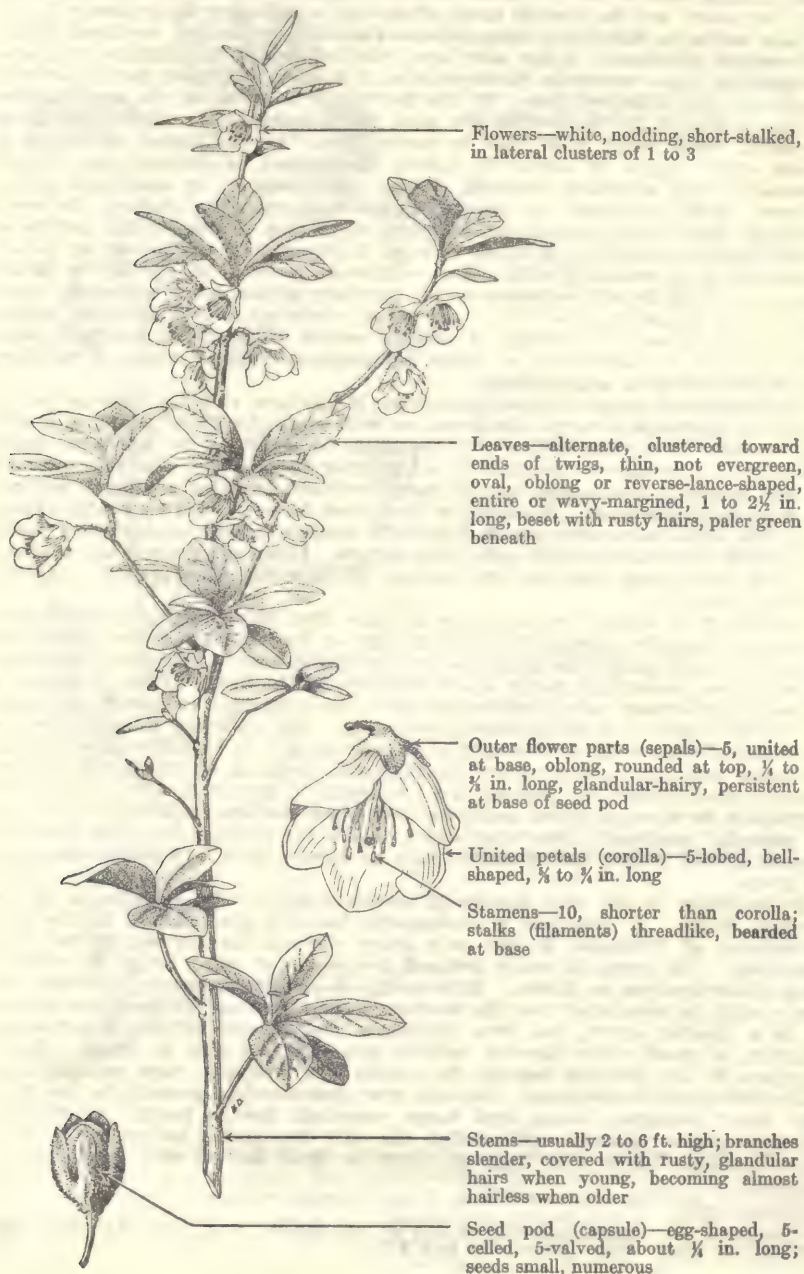 Flowers—white, nodding, short-stalked,
in lateral clusters of 1 to 3
Leaves—alternate, clustered toward
ends of twigs, thin, not evergreen,
oval, oblong or reverse-lance-shaped,
entire or wavy-margined, 1 to 2½ in.
long, beset with rusty hairs, paler green
beneath
Outer flower parts (sepals)—5, united
at base, oblong, rounded at top, ¼ to
in. long, glandular-hairy, persistent
at base of seed pod
United petals (corolla)—5-lobed, bell-
shaped, to ¾ in. long
Stamens—10, shorter than corolla;
stalks (filaments) threadlike, bearded
at base
Stems—usually 2 to 6 ft. high; branches
slender, covered with rusty, glandular
hairs when young, becoming almost
hairless when older
Seed pod (capsule)—egg-shaped, 5-
celled, 5-valved, about ¼ in. long;
seeds small, numerous